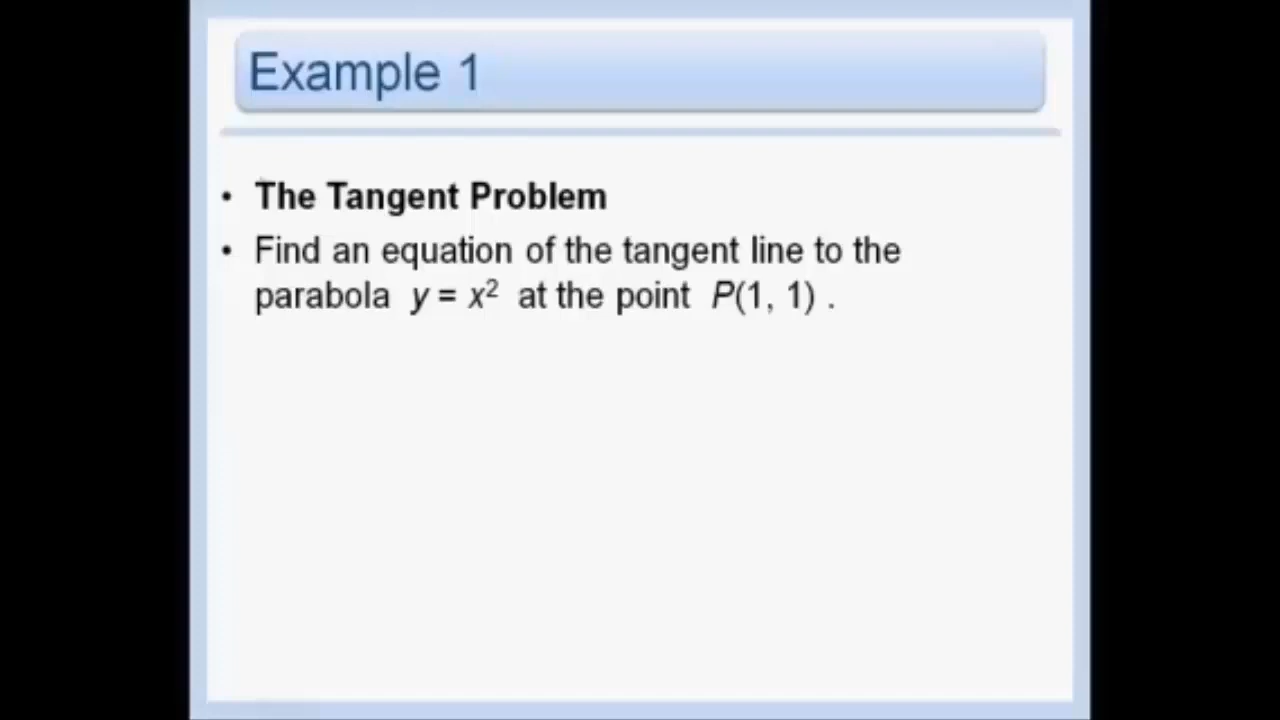 Example 1
• The Tangent Problem
• Find an equation of the tangent line to the
parabola y = x² at the point P(1, 1) .